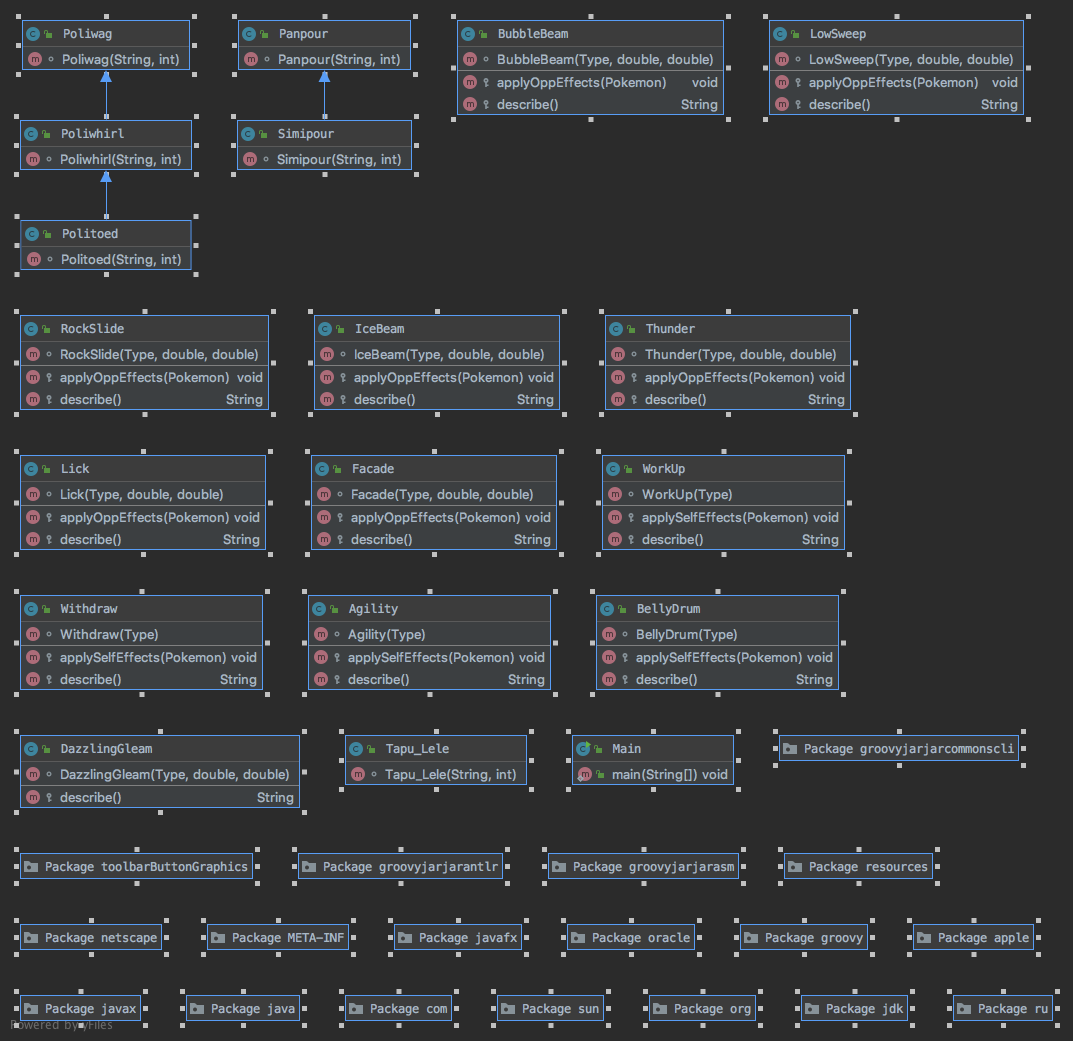 Poliwag
Poliwag(String, int)
Panpour
Panpour(String, int)
BubbleBeam
BubbleBeam(Type, double, double)
applyOppEffects(Pokemon) void
describe() String
LowSweep
LowSweep(Type, double, double)
applyOppEffects(Pokemon) void
describe() String
Poliwhirl
Poliwhirl(String, int)
Simipour
Simipour(String, int)
Politoed
Politoed(String, int)
RockSlide
RockSlide(Type, double, double)
applyOppEffects(Pokemon) void
describe() String
IceBeam
IceBeam(Type, double, double)
applyOppEffects(Pokemon) void
describe() String
Thunder
Thunder(Type, double, double)
applyOppEffects(Pokemon) void
describe() String
Lick
Lick(Type, double, double)
applyOppEffects(Pokemon) void
describe() String
Facade
Facade(Type, double, double)
applyOppEffects(Pokemon) void
describe() String
WorkUp
WorkUp(Type)
applySelfEffects(Pokemon) void
describe() String
Withdraw
Withdraw(Type)
applySelfEffects(Pokemon) void
describe() String
Agility
Agility(Type)
applySelfEffects(Pokemon) void
describe() String
BellyDrum
BellyDrum(Type)
applySelfEffects(Pokemon) void
describe() String
DazzlingGleam
DazzlingGleam(Type, double, double)
describe() String
Tapu_Lele
Tapu_Lele(String, int)
Main
main(String[]) void
Package groovyjarjarcommonscli
Package toolbarButtonGraphics
Package groovyjarjarantlr
Package groovyjarjarasm
Package resources
Package netscape
Package META-INF
Package javafx
Package oracle
Package groovy
Package apple
Package javax
Package java
Package com
Package sun
Package org
Package jdk
Package ru
Powered by yFiles